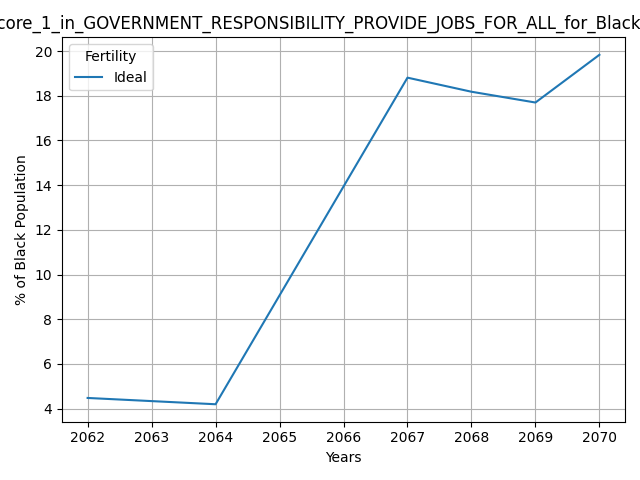 core_1_in_GOVERNMENT_RESPONSIBILITY_PROVIDE_JOBS_FOR_ALL_for_Black
20
18
16
14
12
10
8
6
4
% of Black Population
Fertility
Ideal
2062 2063 2064 2065 2066 2067 2068 2069 2070
Years